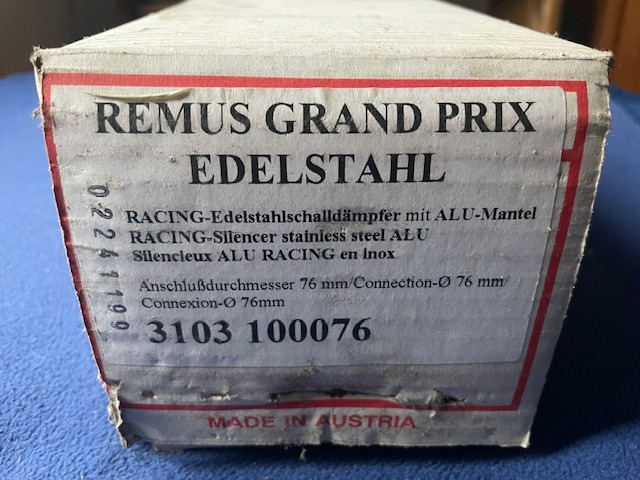 REMUS GRAND PRIX
EDELSTAHL
RACING-Edelstahlschalldämpfer mit ALU-Mantel
RACING-Silencer stainless steel ALU
Silencieux ALU RACING en inox
Anschlußdurchmesser 76 mm/Connection-Ø 76 mm/
Connexion-Ø 76mm
3103 100076
02241199
MADE IN AUSTRIA